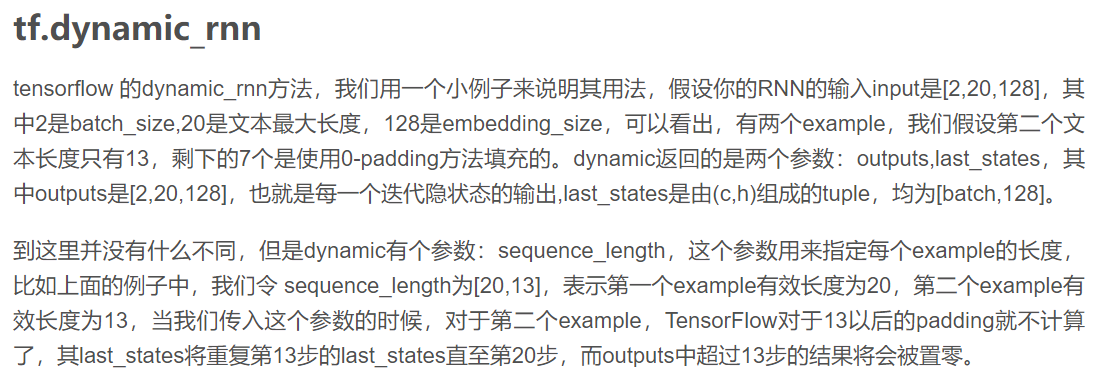 tf.dynamic_rnn
tensorflow 的dynamic_rnn方法，我们用一个小例子来说明其用法，假设你的RNN的输入input是[2,20,128]，其
中2是batch_size,20是文本最大长度，128是embedding_size，可以看出，有两个example，我们假设第二个文
本长度只有13，剩下的7个是使用0-padding方法填充的。dynamic返回的是两个参数：outputs,last_states，其
中outputs是[2,20,128]，也就是每一个迭代隐状态的输出,last_states是由(c,h)组成的tuple，均为[batch,128]。
到这里并没有什么不同，但是dynamic有个参数：sequence_length，这个参数用来指定每个example的长度，
比如上面的例子中，我们令 sequence_length为[20,13]，表示第一个example有效长度为20，第二个example有
效长度为13，当我们传入这个参数的时候，对于第二个example，TensorFlow对于13以后的padding就不计算
了，其last_states将重复第13步的last_states直至第20步，而outputs中超过13步的结果将会被置零。